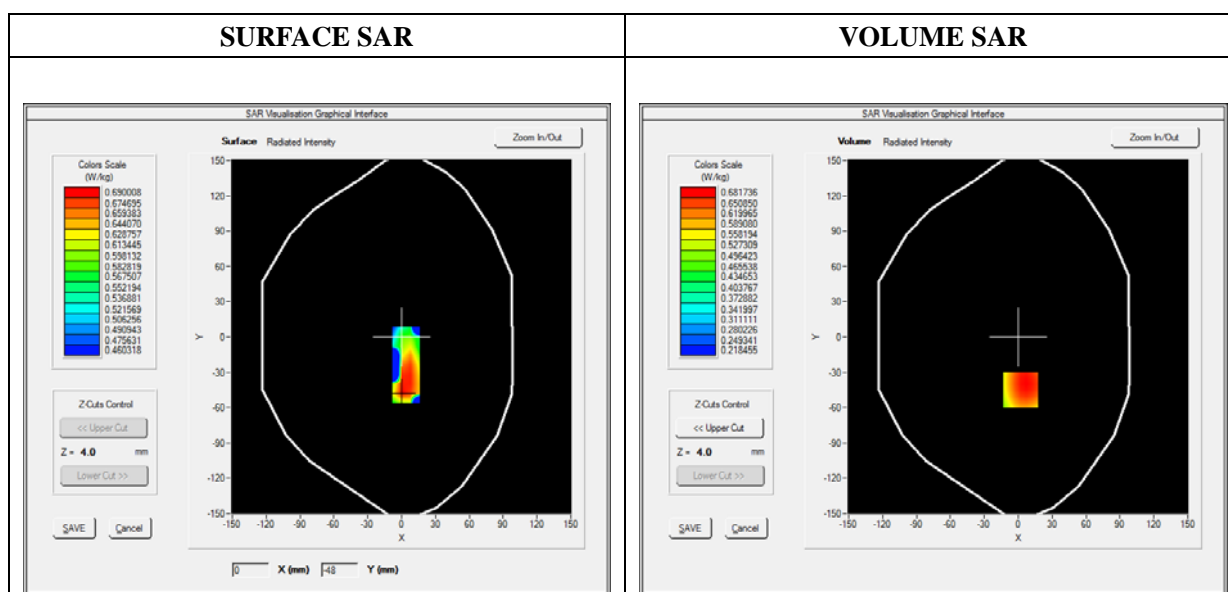 SURFACE SAR
VOLUME SAR
SAR Visualisation Graphical Interface
Surface Radiated Intensity
Zoom In/Out
Colors Scale
(W/kg)
0.690008
0.674695
0.659383
0.644070
0.628757
0.613445
0.598132
0.582819
0.567507
0.552194
0.536881
0.521569
0.506256
0.490943
0.475631
0.460318
Z-Cuts Control
<< Upper Cut
Z = 4.0 mm
Lower Cut >>
SAVE Cancel
150
120
90
60
30
0
-30
-60
-90
-120
-150
Y
-150 -120 -90 -60 -30 0 30 60 90 120 150
X
0 X (mm) -48 Y (mm)
SAR Visualisation Graphical Interface
Volume Radiated Intensity
Zoom In/Out
Colors Scale
(W/kg)
0.681736
0.650850
0.619965
0.589080
0.558194
0.527309
0.496423
0.465538
0.434653
0.403767
0.372882
0.341997
0.311111
0.280226
0.249341
0.218455
Z-Cuts Control
<< Upper Cut
Z = 4.0 mm
Lower Cut >>
SAVE Cancel
150
120
90
60
30
0
-30
-60
-90
-120
-150
Y
-150 -120 -90 -60 -30 0 30 60 90 120 150
X